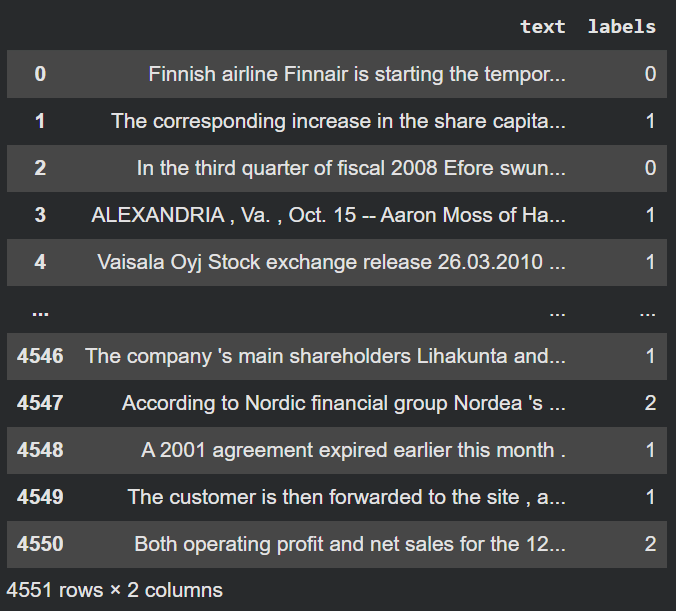 text labels
0 Finnish airline Finnair is starting the tempor... 0
1 The corresponding increase in the share capita... 1
2 In the third quarter of fiscal 2008 Efore swun... 0
3 ALEXANDRIA , Va. , Oct. 15 -- Aaron Moss of Ha... 1
4 Vaisala Oyj Stock exchange release 26.03.2010 ... 1
... ... ...
4546 The company 's main shareholders Lihakunta and... 1
4547 According to Nordic financial group Nordea 's ... 2
4548 A 2001 agreement expired earlier this month . 1
4549 The customer is then forwarded to the site , a... 1
4550 Both operating profit and net sales for the 12... 2
4551 rows × 2 columns